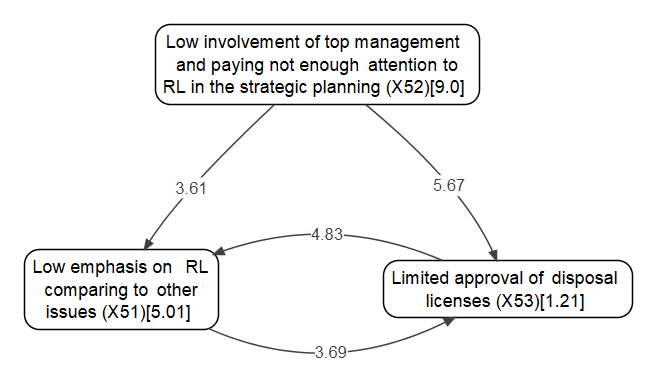 Low involvement of top management
and paying not enough attention to
RL in the strategic planning (X52)[9.0]
3.61
5.67
4.83
Low emphasis on RL
comparing to other
issues (X51)[5.01]
Limited approval of disposal
licenses (X53)[1.21]
3.69